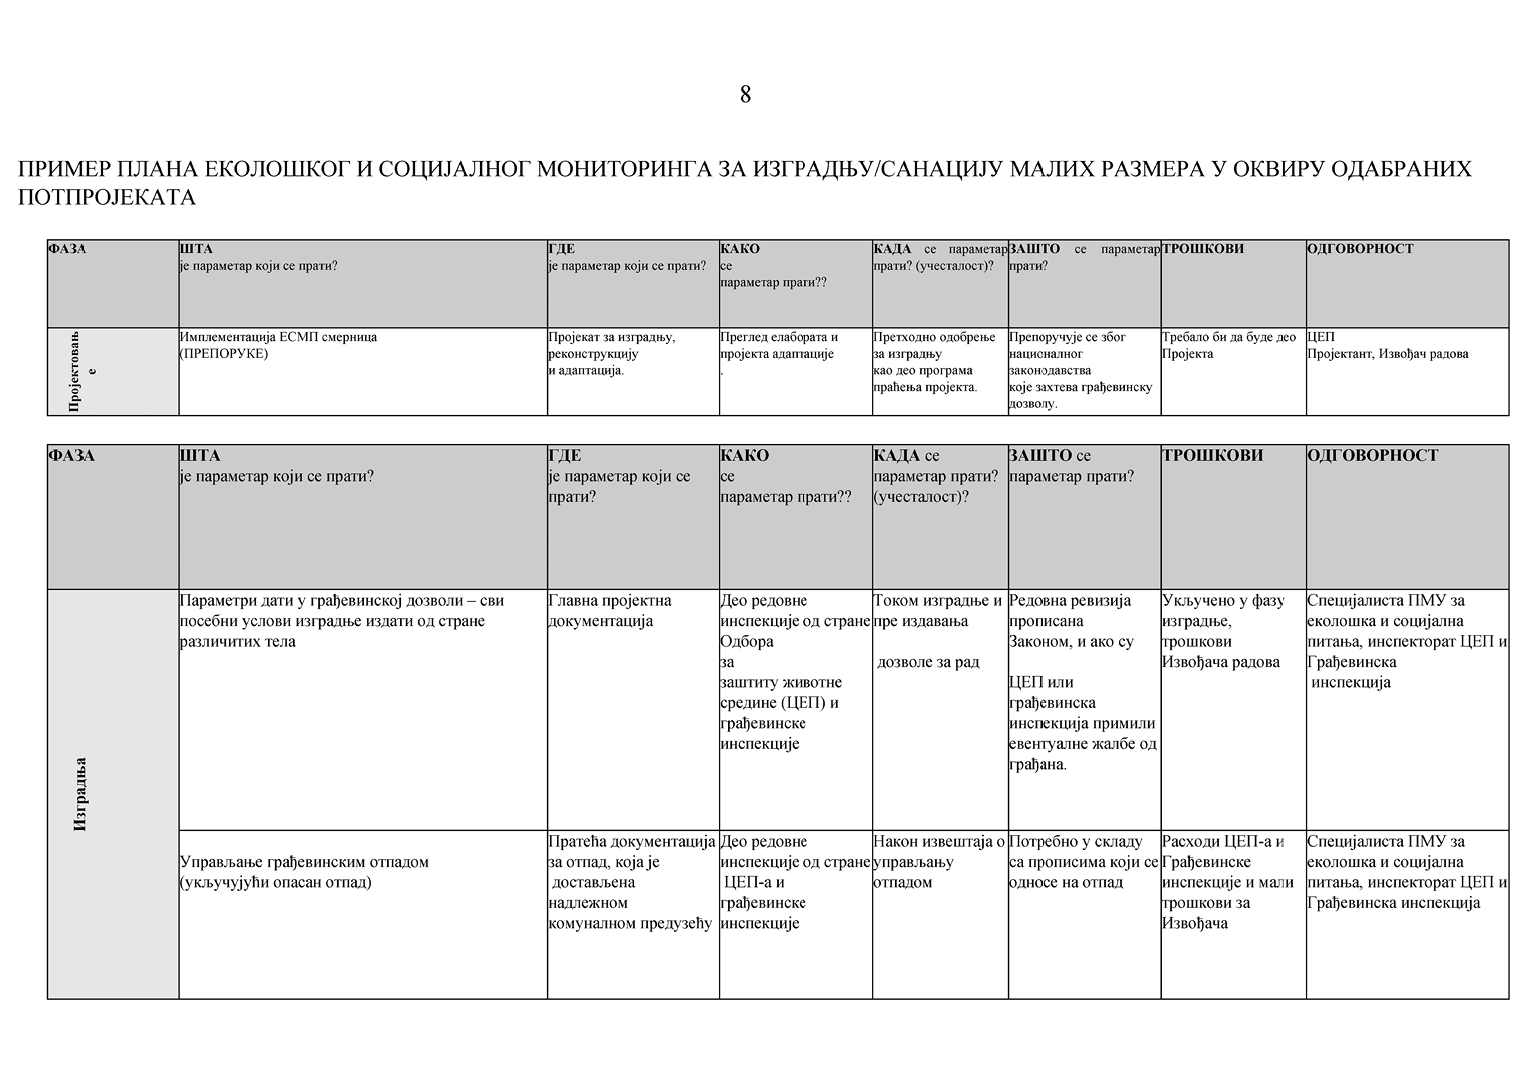 8
ПРИМЕР ПЛАНА ЕКОЛОШКОГ И СОЦИЈАЛНОГ МОНИТОРИНГА ЗА ИЗГРАДЊУ/САНАЦИЈУ МАЛИХ РАЗМЕРА У ОКВИРУ ОДАБРАНИХ
ПОТПРОЈЕКАТА
ФАЗА
ШТА
је параметар који се прати?
ГДЕ
је параметар који се прати?
КАКО
се
параметар прати??
КАДА се параметар
прати? (учесталост)?
ЗАШТО се параметар
прати?
ТРОШКОВИ
ОДГОВОРНОСТ
Пројектовањ
е
Имплементација ЕСМП смерница
(ПРЕПОРУКЕ)
Пројекат за изградњу,
реконструкцију
и адаптација.
Преглед елабората и
пројекта адаптације
.
Претходно одобрење
за изградњу
као део програма
праћења пројекта.
Препоручује се због
националног
законодавства
које захтева грађевинску
дозволу.
Требало би да буде део
Пројекта
ЦЕП
Пројектант, Извођач радова
ФАЗА
ШТА
је параметар који се прати?
ГДЕ
је параметар који се
прати?
КАКО
се
параметар прати??
КАДА се
параметар прати?
(учесталост)?
ЗАШТО се
параметар прати?
ТРОШКОВИ
ОДГОВОРНОСТ
Изградња
Параметри дати у грађевинској дозволи – сви
посебни услови изградње издати од стране
различитих тела
Главна пројектна
документација
Део редовне
инспекције од стране
Одбора
за
заштиту животне
средине (ЦЕП) и
грађевинске
инспекције
Током изградње и
пре издавања
дозволе за рад
Редовна ревизија
прописана
Законом, и ако су
ЦЕП или
грађевинска
инспекција примили
евентуалне жалбе од
грађана.
Укључено у фазу
изградње,
трошкови
Извођача радова
Специјалиста ПМУ за
еколошка и социјална
питања, инспекторат ЦЕП и
Грађевинска
инспекција
Управљање грађевинским отпадом
(укључујући опасан отпад)
Пратећа документација
за отпад, која је
достављена
надлежном
комуналном предузећу
Део редовне
инспекције од стране
ЦЕП-а и
грађевинске
инспекције
Након извештаја о
управљању
отпадом
Потребно у складу
са прописима који се
односе на отпад
Расходи ЦЕП-а и
Грађевинске
инспекције и мали
трошкови за
Извођача
Специјалиста ПМУ за
еколошка и социјална
питања, инспекторат ЦЕП и
Грађевинска инспекција